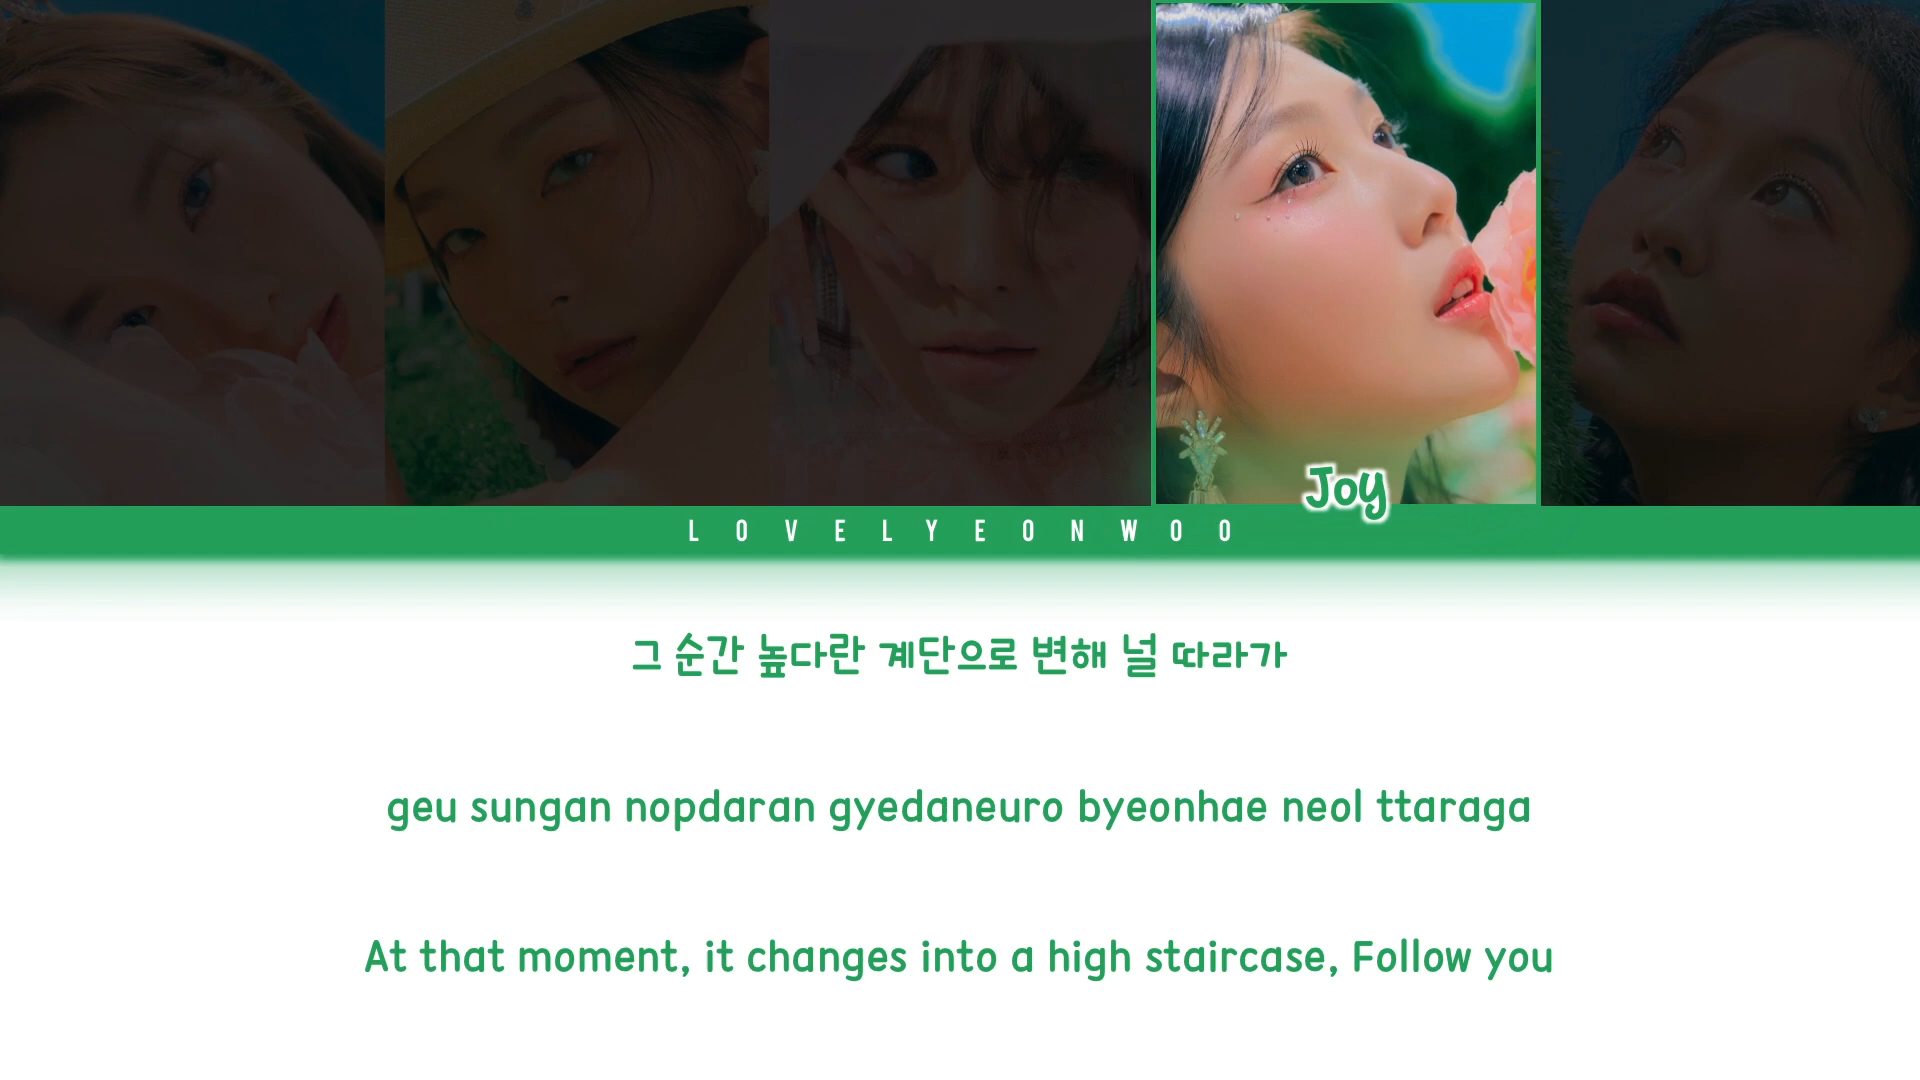 Joy
LOVELYEONWOO
그 순간 높다란 계단으로 변해 널 따라가
geu sungan nopdaran gyedaneuro byeonhae neol ttaraga
At that moment, it changes into a high staircase, Follow you